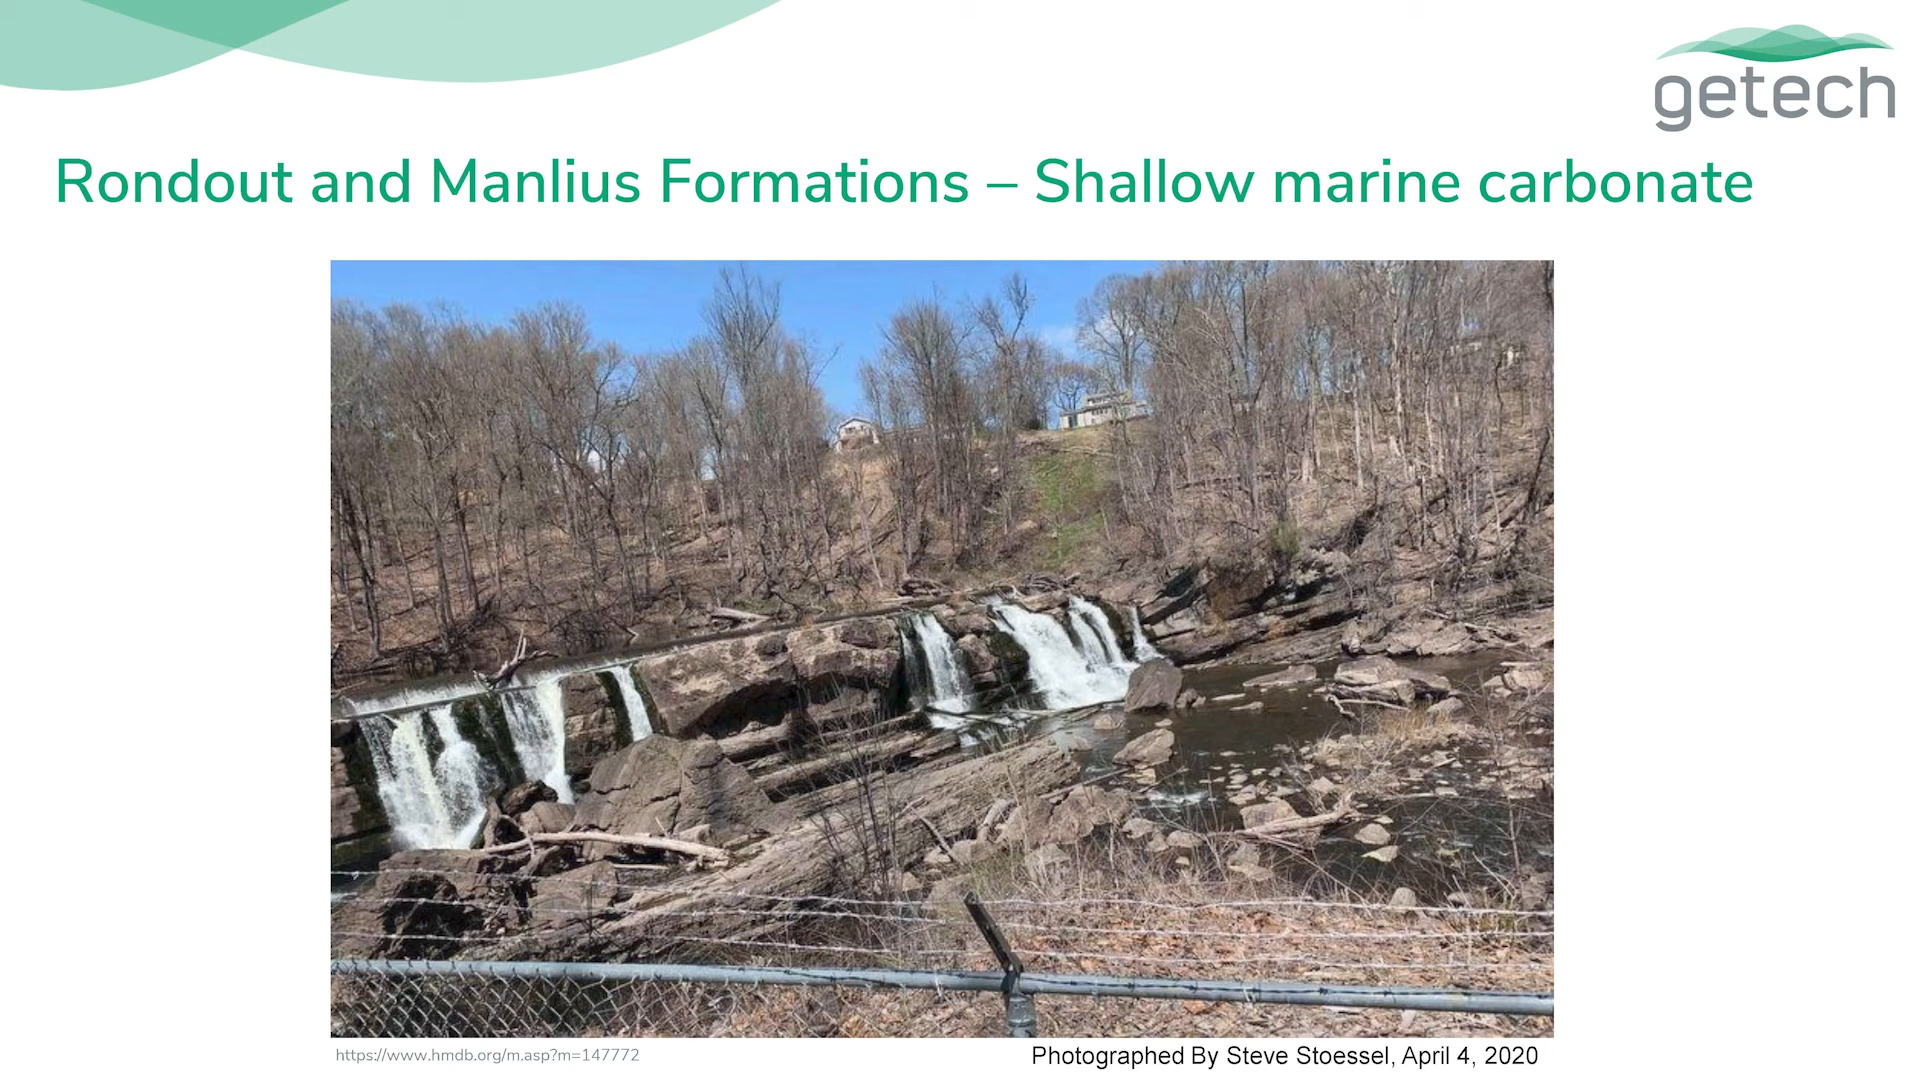 getech
Rondout and Manlius Formations – Shallow marine carbonate
https://www.hmdb.org/m.asp?m=147772
Photographed By Steve Stoessel, April 4, 2020